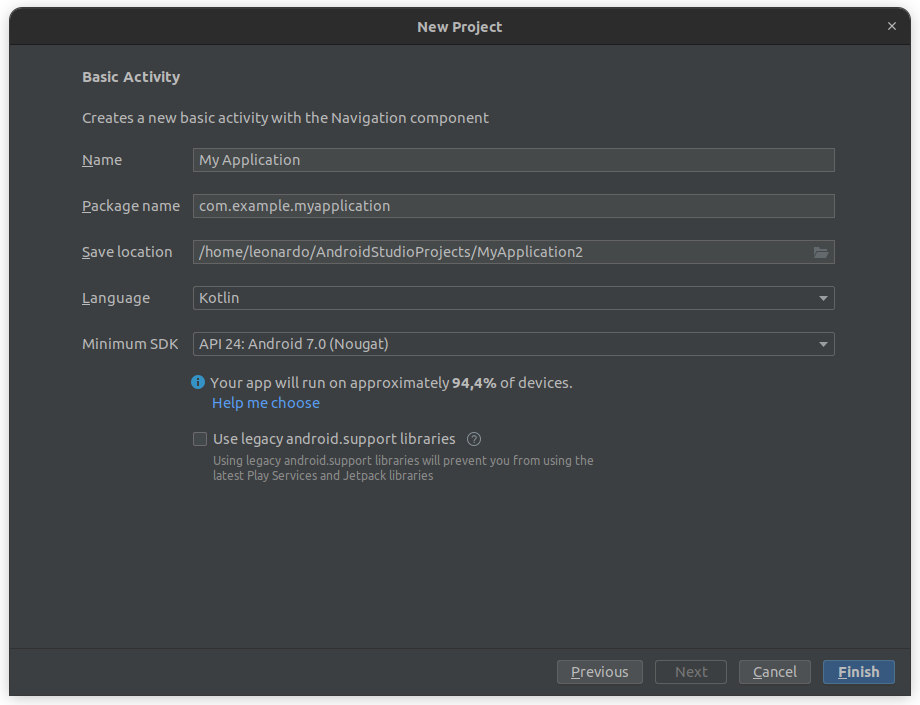 New Project
Basic Activity
Creates a new basic activity with the Navigation component
Name My Application
Package name com.example.myapplication
Save location /home/leonardo/AndroidStudioProjects/MyApplication2
Language Kotlin
Minimum SDK API 24: Android 7.0 (Nougat)
Your app will run on approximately 94,4% of devices.
Help me choose
Use legacy android.support libraries ?
Using legacy android.support libraries will prevent you from using the
latest Play Services and Jetpack libraries
Previous Next Cancel Finish